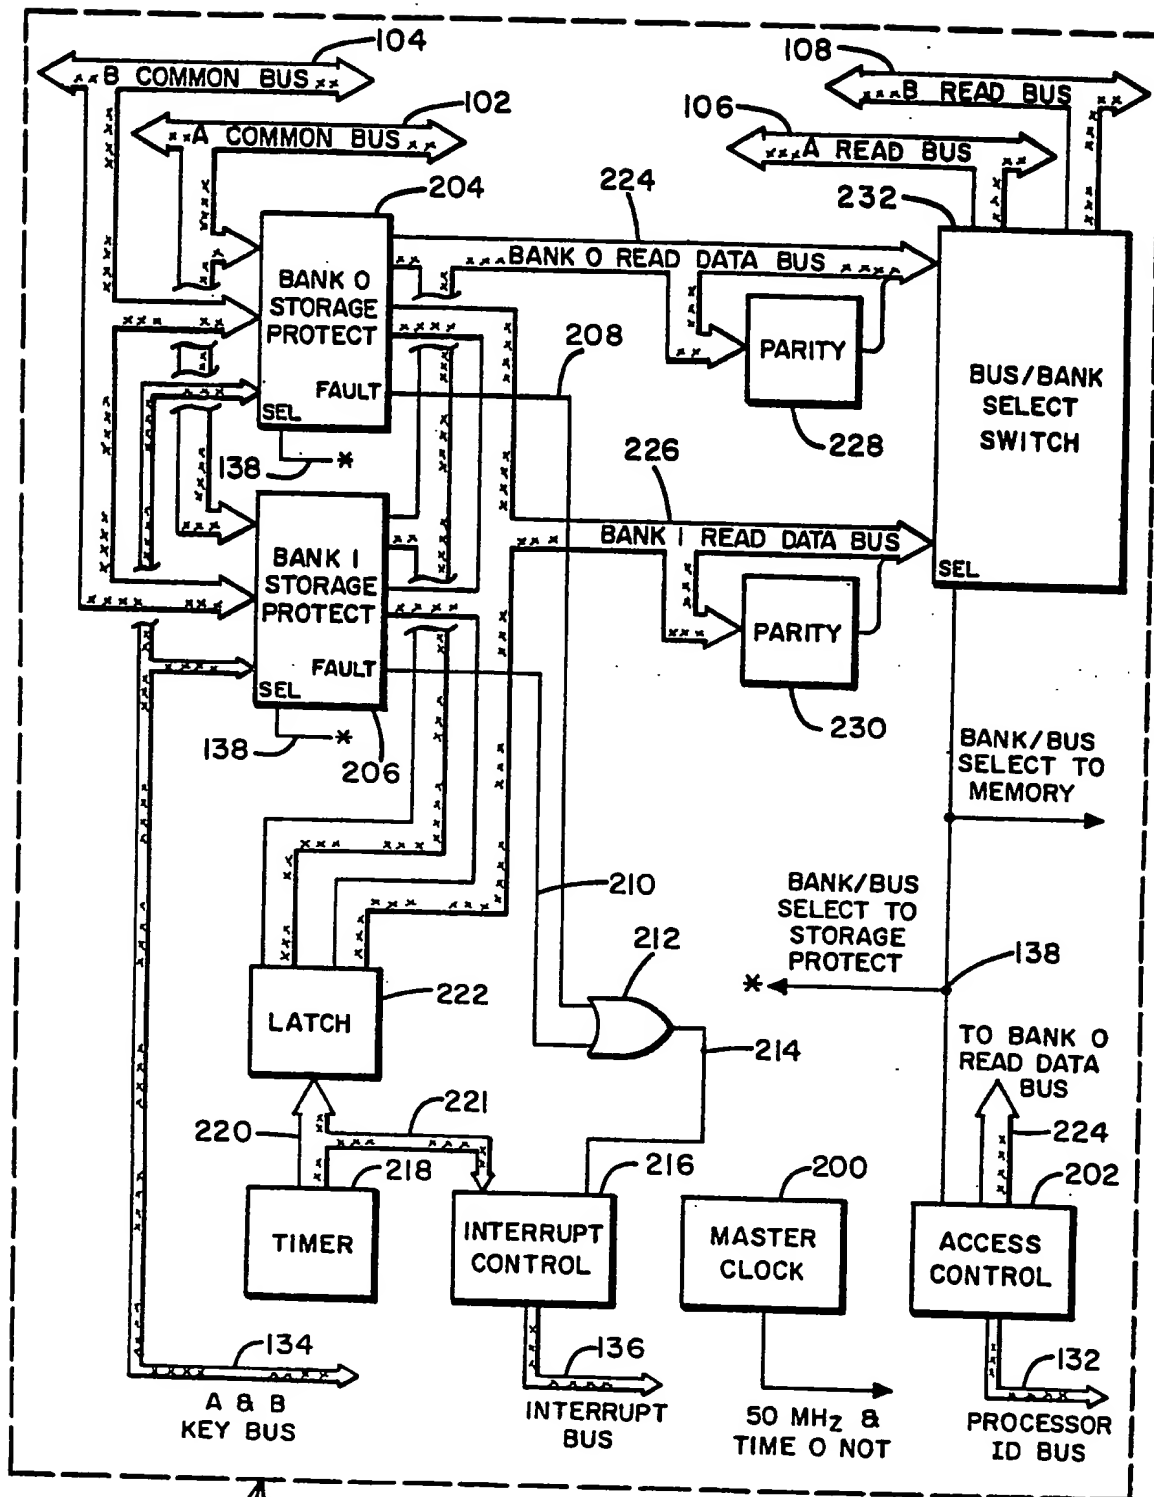 104
B COMMON BUS
102
A COMMON BUS
108
B READ BUS
106
A READ BUS
204
224
232
BANK 0
STORAGE
PROTECT
FAULT
SEL
138
*
BANK 0 READ DATA BUS
208
PARITY
228
BUS/BANK
SELECT
SWITCH
SEL
226
BANK 1 READ DATA BUS
BANK 1
STORAGE
PROTECT
FAULT
SEL
138
*
206
PARITY
230
BANK/BUS
SELECT TO
MEMORY
210
BANK/BUS
SELECT TO
STORAGE
PROTECT
*
138
212
214
LATCH
222
TO BANK 0
READ DATA
BUS
224
220
221
218
TIMER
216
INTERRUPT
CONTROL
200
MASTER
CLOCK
202
ACCESS
CONTROL
134
A & B
KEY BUS
136
INTERRUPT
BUS
50 MHz &
TIME 0 NOT
132
PROCESSOR
ID BUS